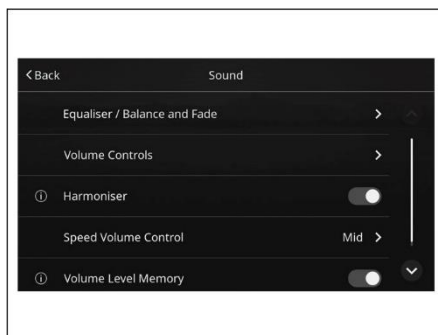 Back Sound
Equaliser / Balance and Fade
Volume Controls
Harmoniser
Speed Volume Control Mid
Volume Level Memory